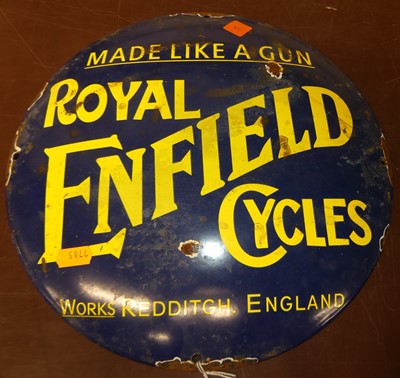 MADE LIKE A GUN
ROYAL
ENFIELD
CYCLES
WORKS REDDITCH, ENGLAND